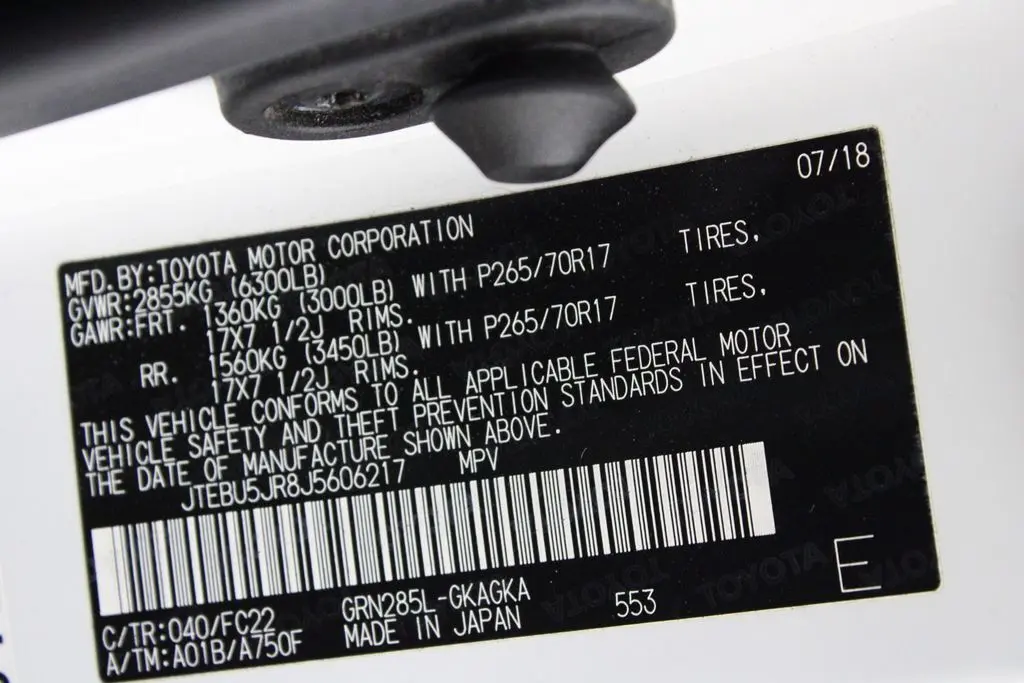 07/18
MFD.BY:TOYOTA MOTOR CORPORATION
GVWR:2855KG (6300LB)
GAWR:FRT. 1360KG (3000LB) WITH P265/70R17 TIRES,
17X7 1/2J RIMS.
RR. 1560KG (3450LB) WITH P265/70R17 TIRES,
17X7 1/2J RIMS.
THIS VEHICLE CONFORMS TO ALL APPLICABLE FEDERAL MOTOR
VEHICLE SAFETY AND THEFT PREVENTION STANDARDS IN EFFECT ON
THE DATE OF MANUFACTURE SHOWN ABOVE.
JTEBU5JR8J5606217 MPV
C/TR:040/FC22 GRN285L-GKAGKA
A/TM:A01B/A750F MADE IN JAPAN 553
E